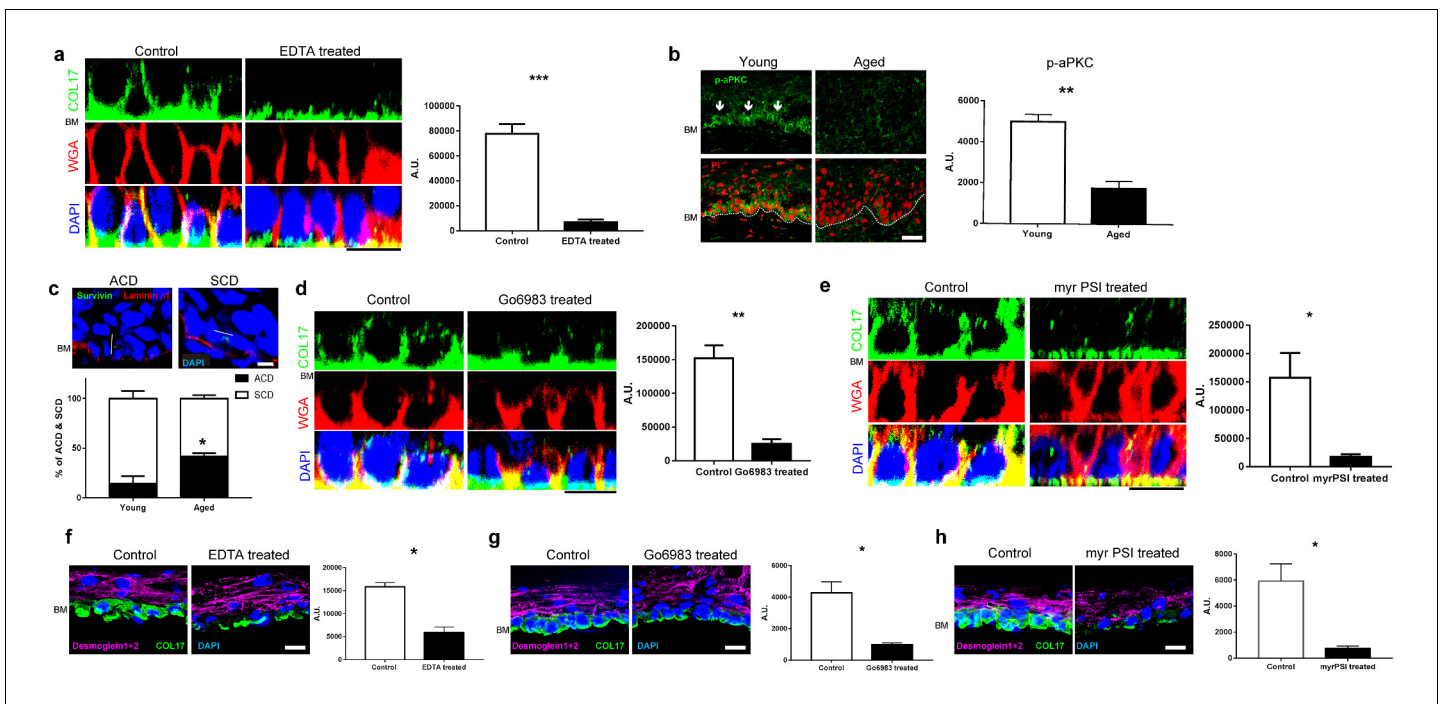 a
Control
EDTA treated
COL17
BM
WGA
DAPI
***
100000
80000
60000
40000
20000
0
A.U.
Control
EDTA treated
b
Young
Aged
p-aPKC
BM
PI
BM
p-aPKC
**
6000
4000
2000
0
A.U.
Young
Aged
c
ACD
SCD
Survivin
Laminin
BM
DAPI
ACD
SCD
100
50
0
% of ACD & SCD
*
Young
Aged
d
Control
Go6983 treated
COL17
BM
WGA
DAPI
**
200000
150000
100000
50000
0
A.U.
Control
Go6983 treated
e
Control
myr PSI treated
COL17
BM
WGA
DAPI
*
250000
200000
150000
100000
50000
0
A.U.
Control
myrPSI treated
f
Control
EDTA treated
BM
Desmoglein1+2
COL17
DAPI
*
20000
15000
10000
5000
0
A.U.
Control
EDTA treated
g
Control
Go6983 treated
BM
Desmoglein1+2
COL17
DAPI
*
6000
4000
2000
0
A.U.
Control
Go6983 treated
h
Control
myr PSI treated
BM
Desmoglein1+2
COL17
DAPI
*
8000
6000
4000
2000
0
A.U.
Control
myrPSI treated